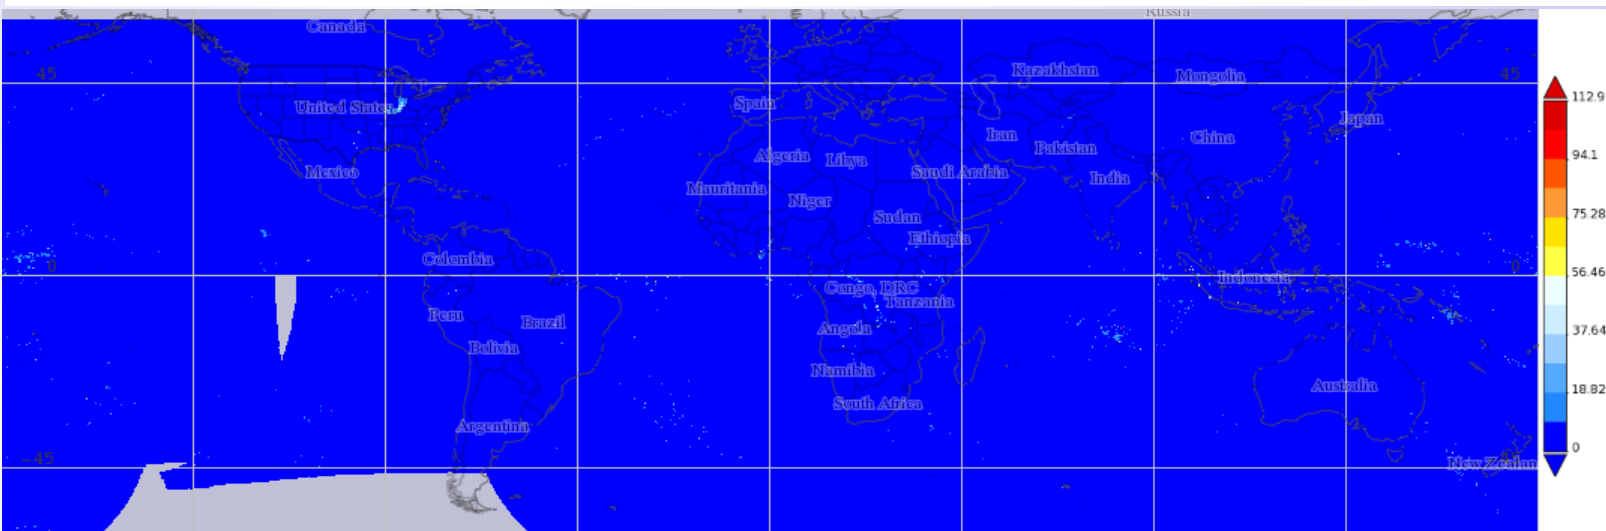 Russia
Canada
45
Kazakhstan
Mongolia
45
United States
Spain
Japan
112.9
Iran
China
Algeria
Libya
Pakistan
94.1
Mexico
Saudi Arabia
India
Mauritania
Niger
Sudan
75.28
Ethiopia
Colombia
0
0
56.46
Indonesia
Congo, DRC
Tanzania
Peru
Brazil
Angola
37.64
Bolivia
Namibia
Australia
18.82
South Africa
Argentina
0
−45
New Zealan